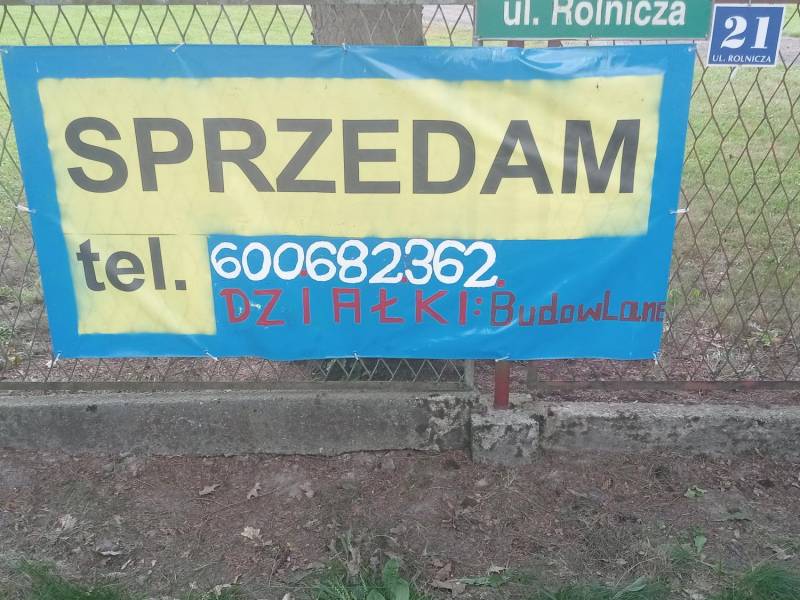 ul. Rolnicza
21
UL. ROLNICZA
SPRZEDAM
tel. 600682362.
DZIAŁKI: BudowLane